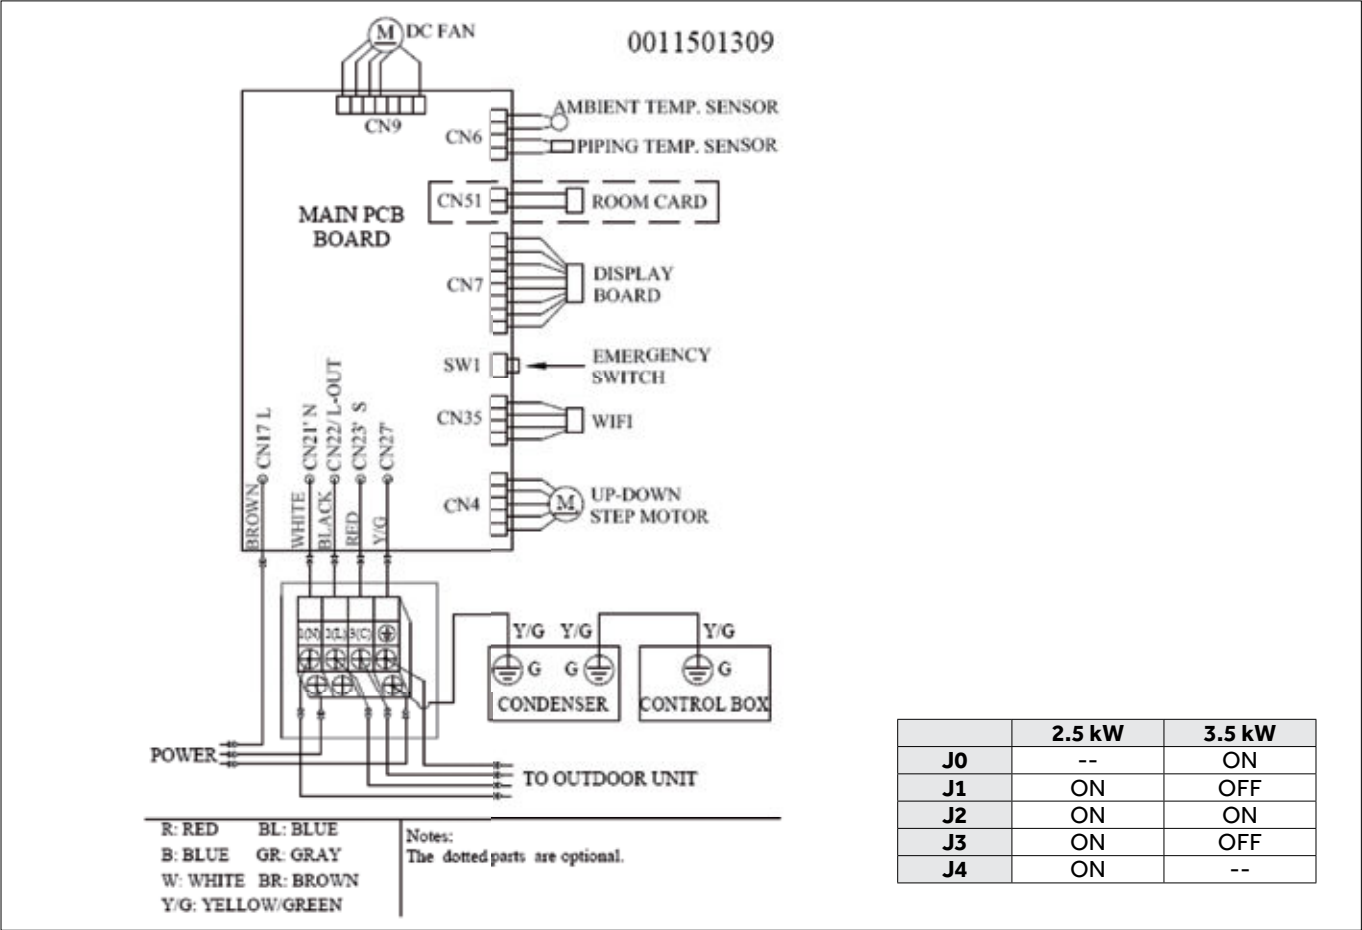 M DC FAN
0011501309
CN9
AMBIENT TEMP. SENSOR
CN6
PIPING TEMP. SENSOR
CN51
ROOM CARD
MAIN PCB
BOARD
CN7
DISPLAY
BOARD
SW1
EMERGENCY
SWITCH
CN35
WIFI
CN4
M
UP-DOWN
STEP MOTOR
CN17 L
CN21' N
CN22/ L-OUT
CN23' S
CN27'
BROWN
WHITE
BLACK
RED
Y/G
1(N) 2(L) 3(C)
Y/G Y/G Y/G
G G G
CONDENSER
CONTROL BOX
POWER
TO OUTDOOR UNIT
R: RED BL: BLUE
B: BLUE GR: GRAY
W: WHITE BR: BROWN
Y/G: YELLOW/GREEN
Notes:
The dotted parts are optional.
2.5 kW 3.5 kW
J0 -- ON
J1 ON OFF
J2 ON ON
J3 ON OFF
J4 ON --